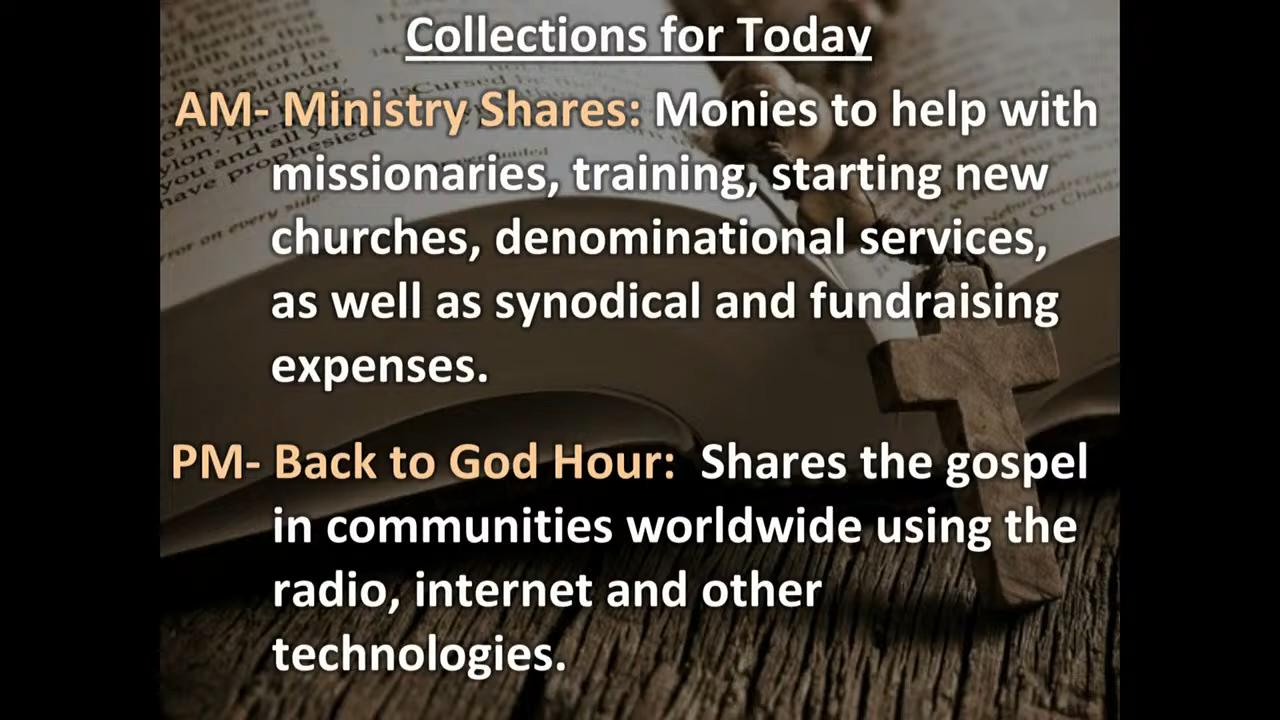 Collections for Today
AM- Ministry Shares: Monies to help with
missionaries, training, starting new
churches, denominational services,
as well as synodical and fundraising
expenses.
PM- Back to God Hour: Shares the gospel
in communities worldwide using the
radio, internet and other
technologies.